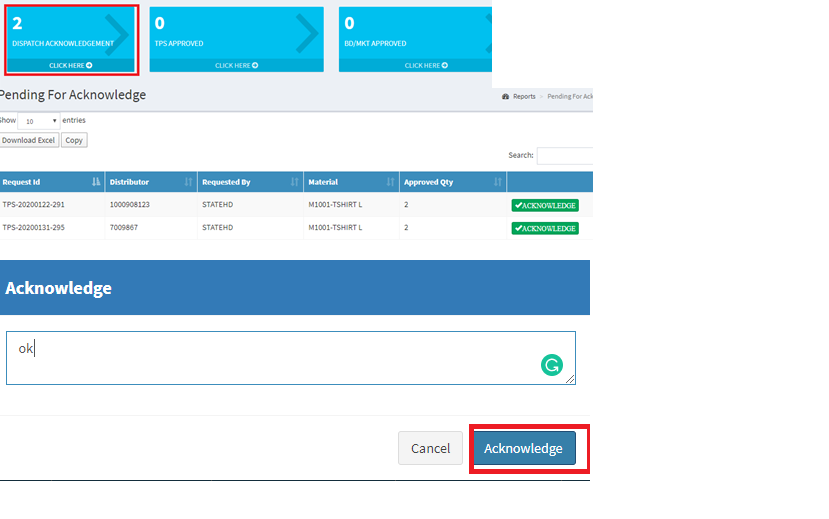 2 0 0
DISPATCH ACKNOWLEDGEMENT TPS APPROVED BD/MKT APPROVED
CLICK HERE CLICK HERE CLICK HERE
Pending For Acknowledge
Reports > Pending For Ack
Show 10 entries
Download Excel Copy
Search:
Request Id Distributor Requested By Material Approved Qty
TPS-20200122-291 1000908123 STATEHD M1001-TSHIRT L 2 ACKNOWLEDGE
TPS-20200131-295 7009867 STATEHD M1001-TSHIRT L 2 ACKNOWLEDGE
Acknowledge
ok
Cancel Acknowledge